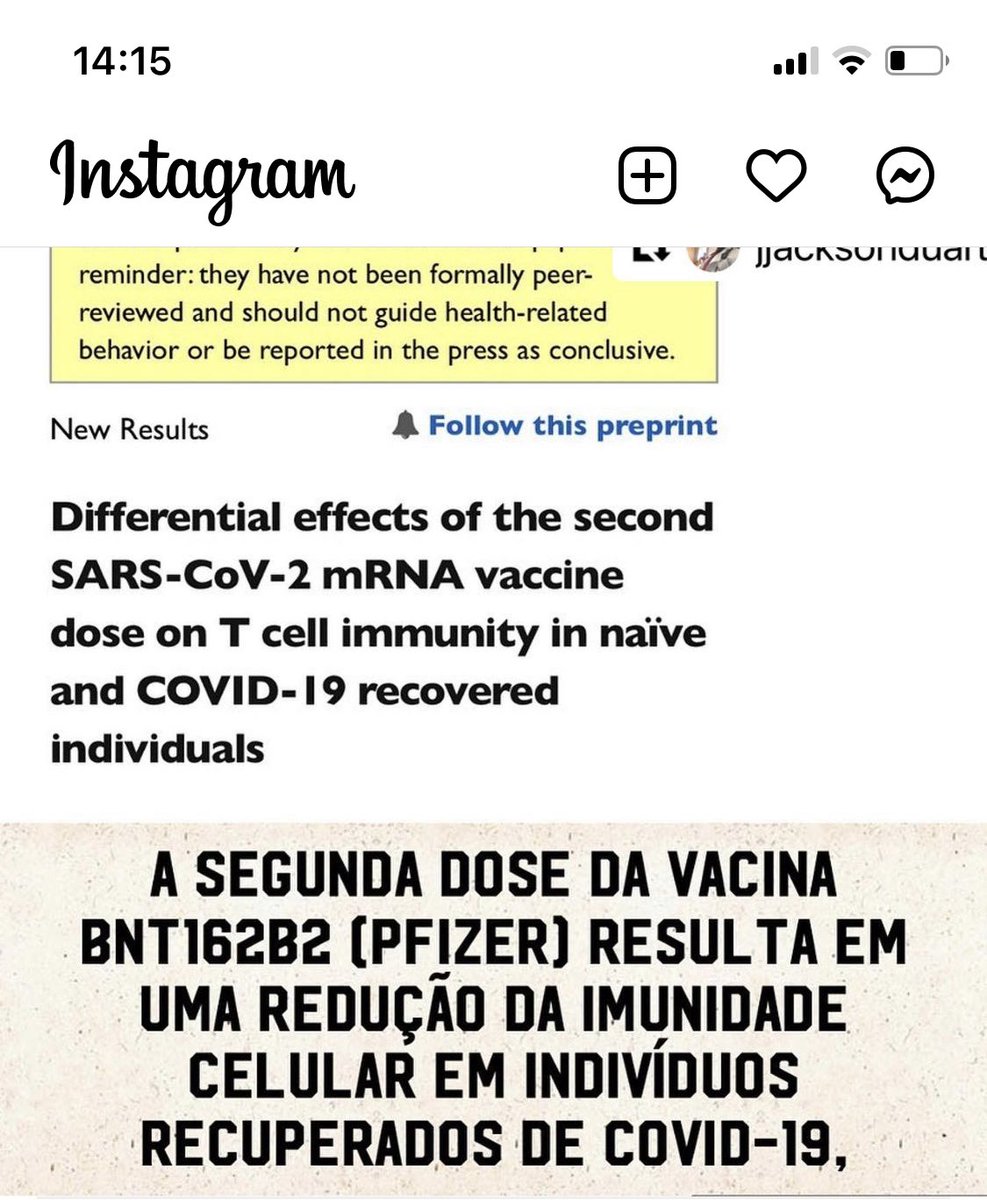 14:15
Instagram
reminder: they have not been formally peer-
reviewed and should not guide health-related
behavior or be reported in the press as conclusive.
New Results
Follow this preprint
Differential effects of the second
SARS-CoV-2 mRNA vaccine
dose on T cell immunity in naïve
and COVID-19 recovered
individuals
A SEGUNDA DOSE DA VACINA
BNT162B2 (PFIZER) RESULTA EM
UMA REDUÇÃO DA IMUNIDADE
CELULAR EM INDIVÍDUOS
RECUPERADOS DE COVID-19,